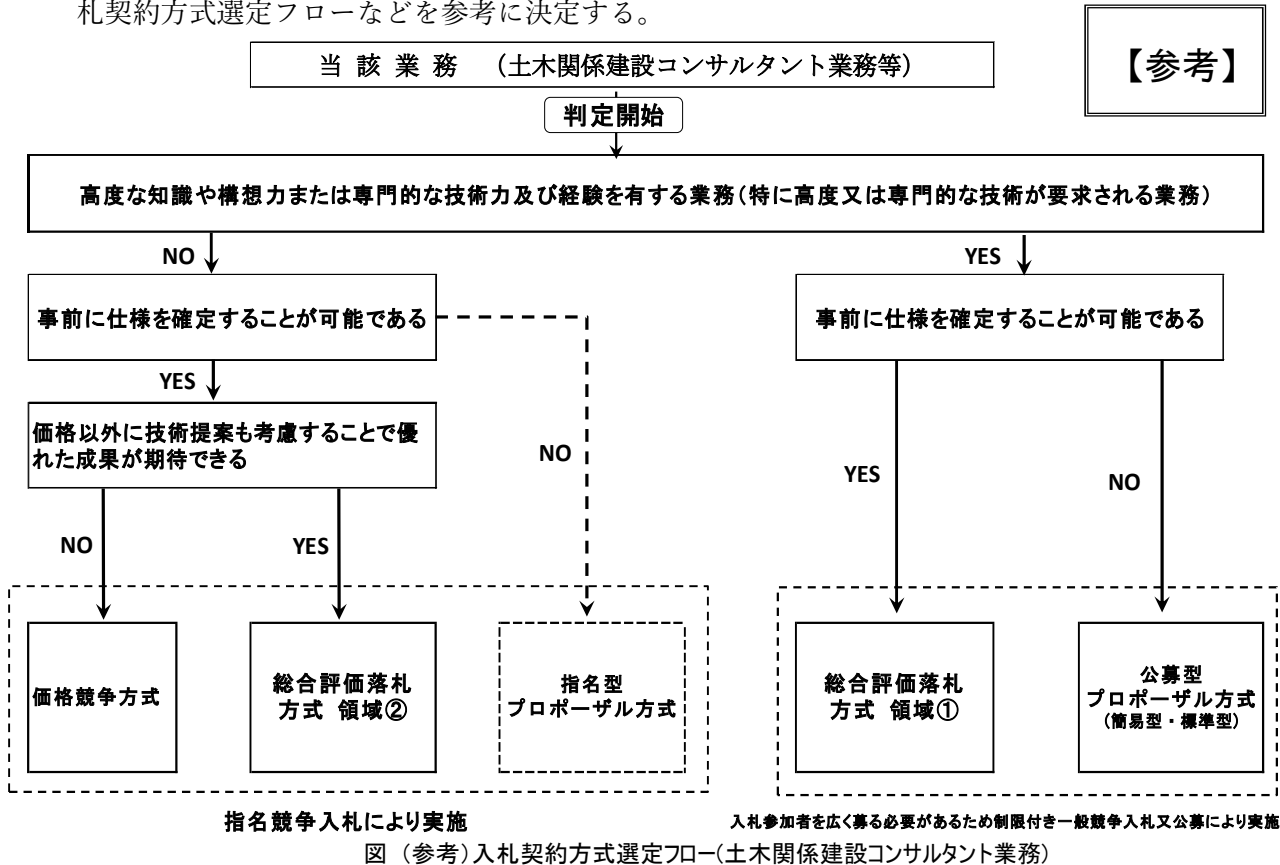 札契約方式選定フローなどを参考に決定する。
【参考】
当 該 業 務 （土木関係建設コンサルタント業務等）
判定開始
高度な知識や構想力または専門的な技術力及び経験を有する業務（特に高度又は専門的な技術が要求される業務）
NO
YES
事前に仕様を確定することが可能である
事前に仕様を確定することが可能である
YES
価格以外に技術提案も考慮することで優
れた成果が期待できる
NO
YES
NO
NO
YES
価格競争方式
総合評価落札
方式 領域②
指名型
プロポーザル方式
総合評価落札
方式 領域①
公募型
プロポーザル方式
（簡易型・標準型）
指名競争入札により実施
入札参加者を広く募る必要があるため制限付き一般競争入札又公募により実施
図 （参考）入札契約方式選定フロー（土木関係建設コンサルタント業務）